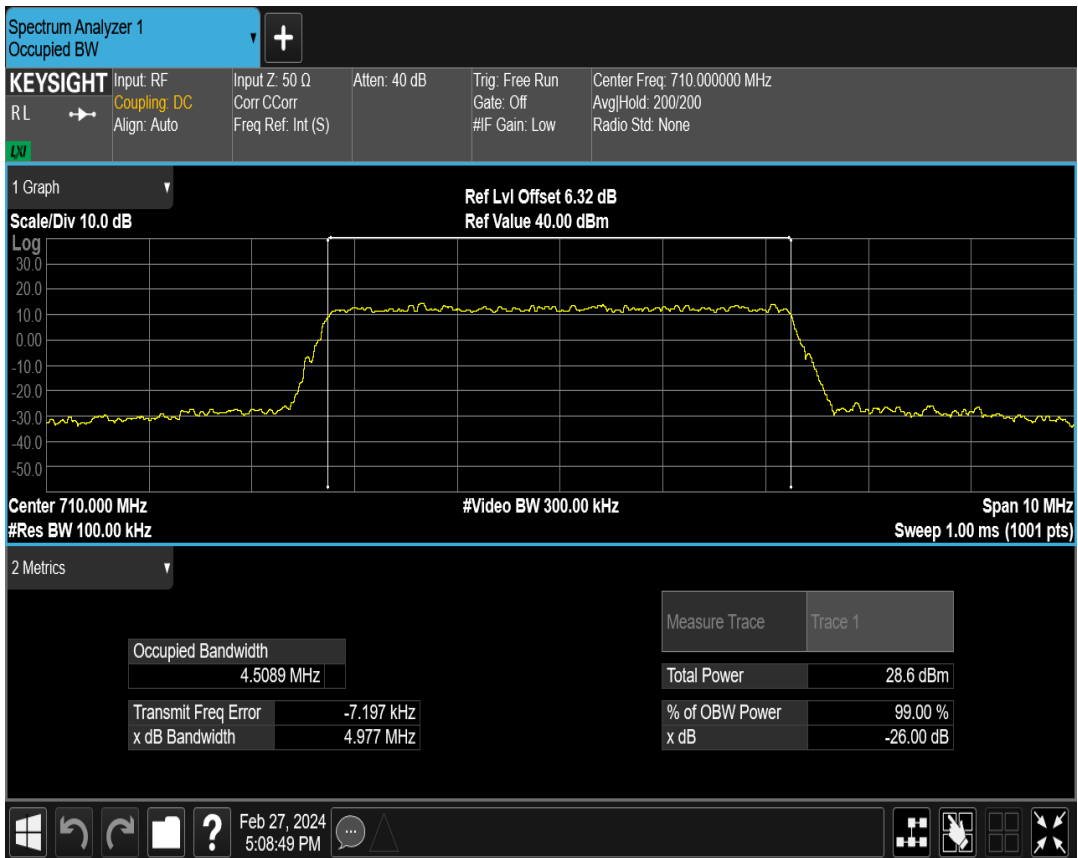 Spectrum Analyzer 1
Occupied BW
+
KEYSIGHT
RL
LXI
Input: RF
Coupling: DC
Align: Auto
Input Z: 50 Ω
Corr CCorr
Freq Ref: Int (S)
Atten: 40 dB
Trig: Free Run
Gate: Off
#IF Gain: Low
Center Freq: 710.000000 MHz
Avg|Hold: 200/200
Radio Std: None
1 Graph
Scale/Div 10.0 dB
Ref Lvl Offset 6.32 dB
Ref Value 40.00 dBm
Log
30.0
20.0
10.0
0.00
-10.0
-20.0
-30.0
-40.0
-50.0
Center 710.000 MHz
#Video BW 300.00 kHz
Span 10 MHz
#Res BW 100.00 kHz
Sweep 1.00 ms (1001 pts)
2 Metrics
Measure Trace Trace 1
Occupied Bandwidth
4.5089 MHz
Total Power 28.6 dBm
Transmit Freq Error -7.197 kHz
% of OBW Power 99.00 %
x dB Bandwidth 4.977 MHz
x dB -26.00 dB
?
Feb 27, 2024
5:08:49 PM